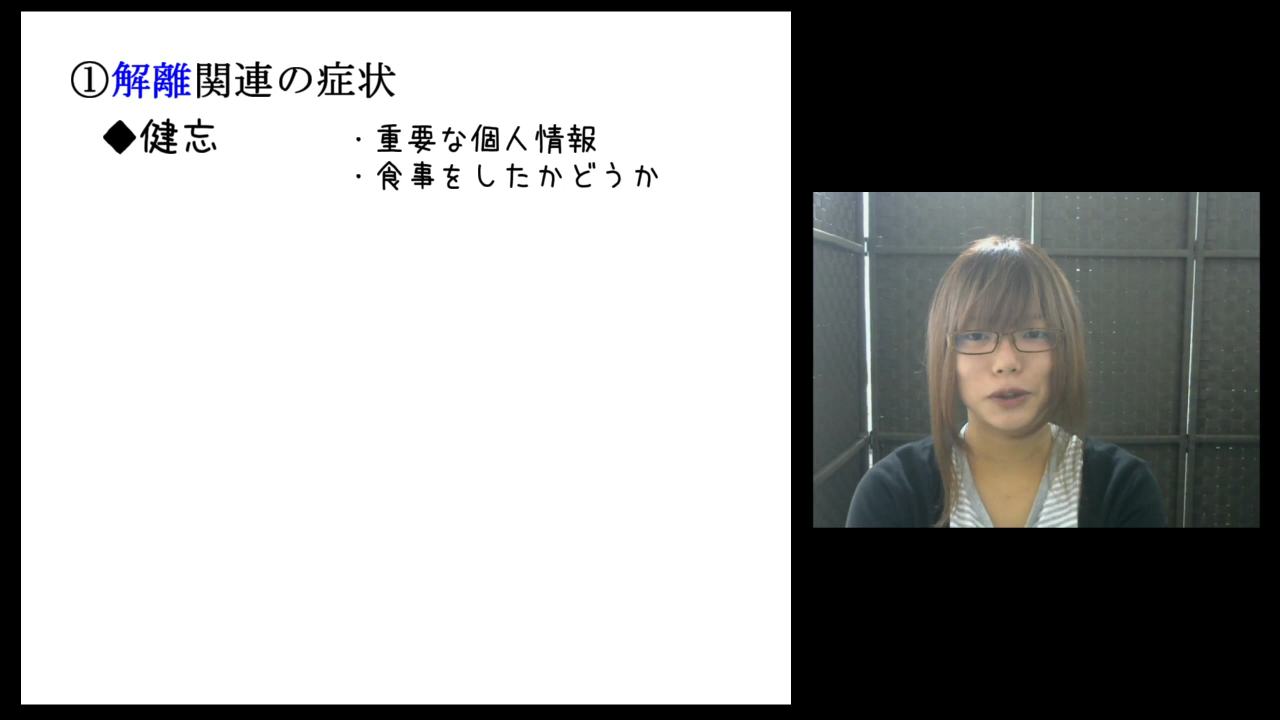 ①解離関連の症状
◆健忘
・重要な個人情報
・食事をしたかどうか